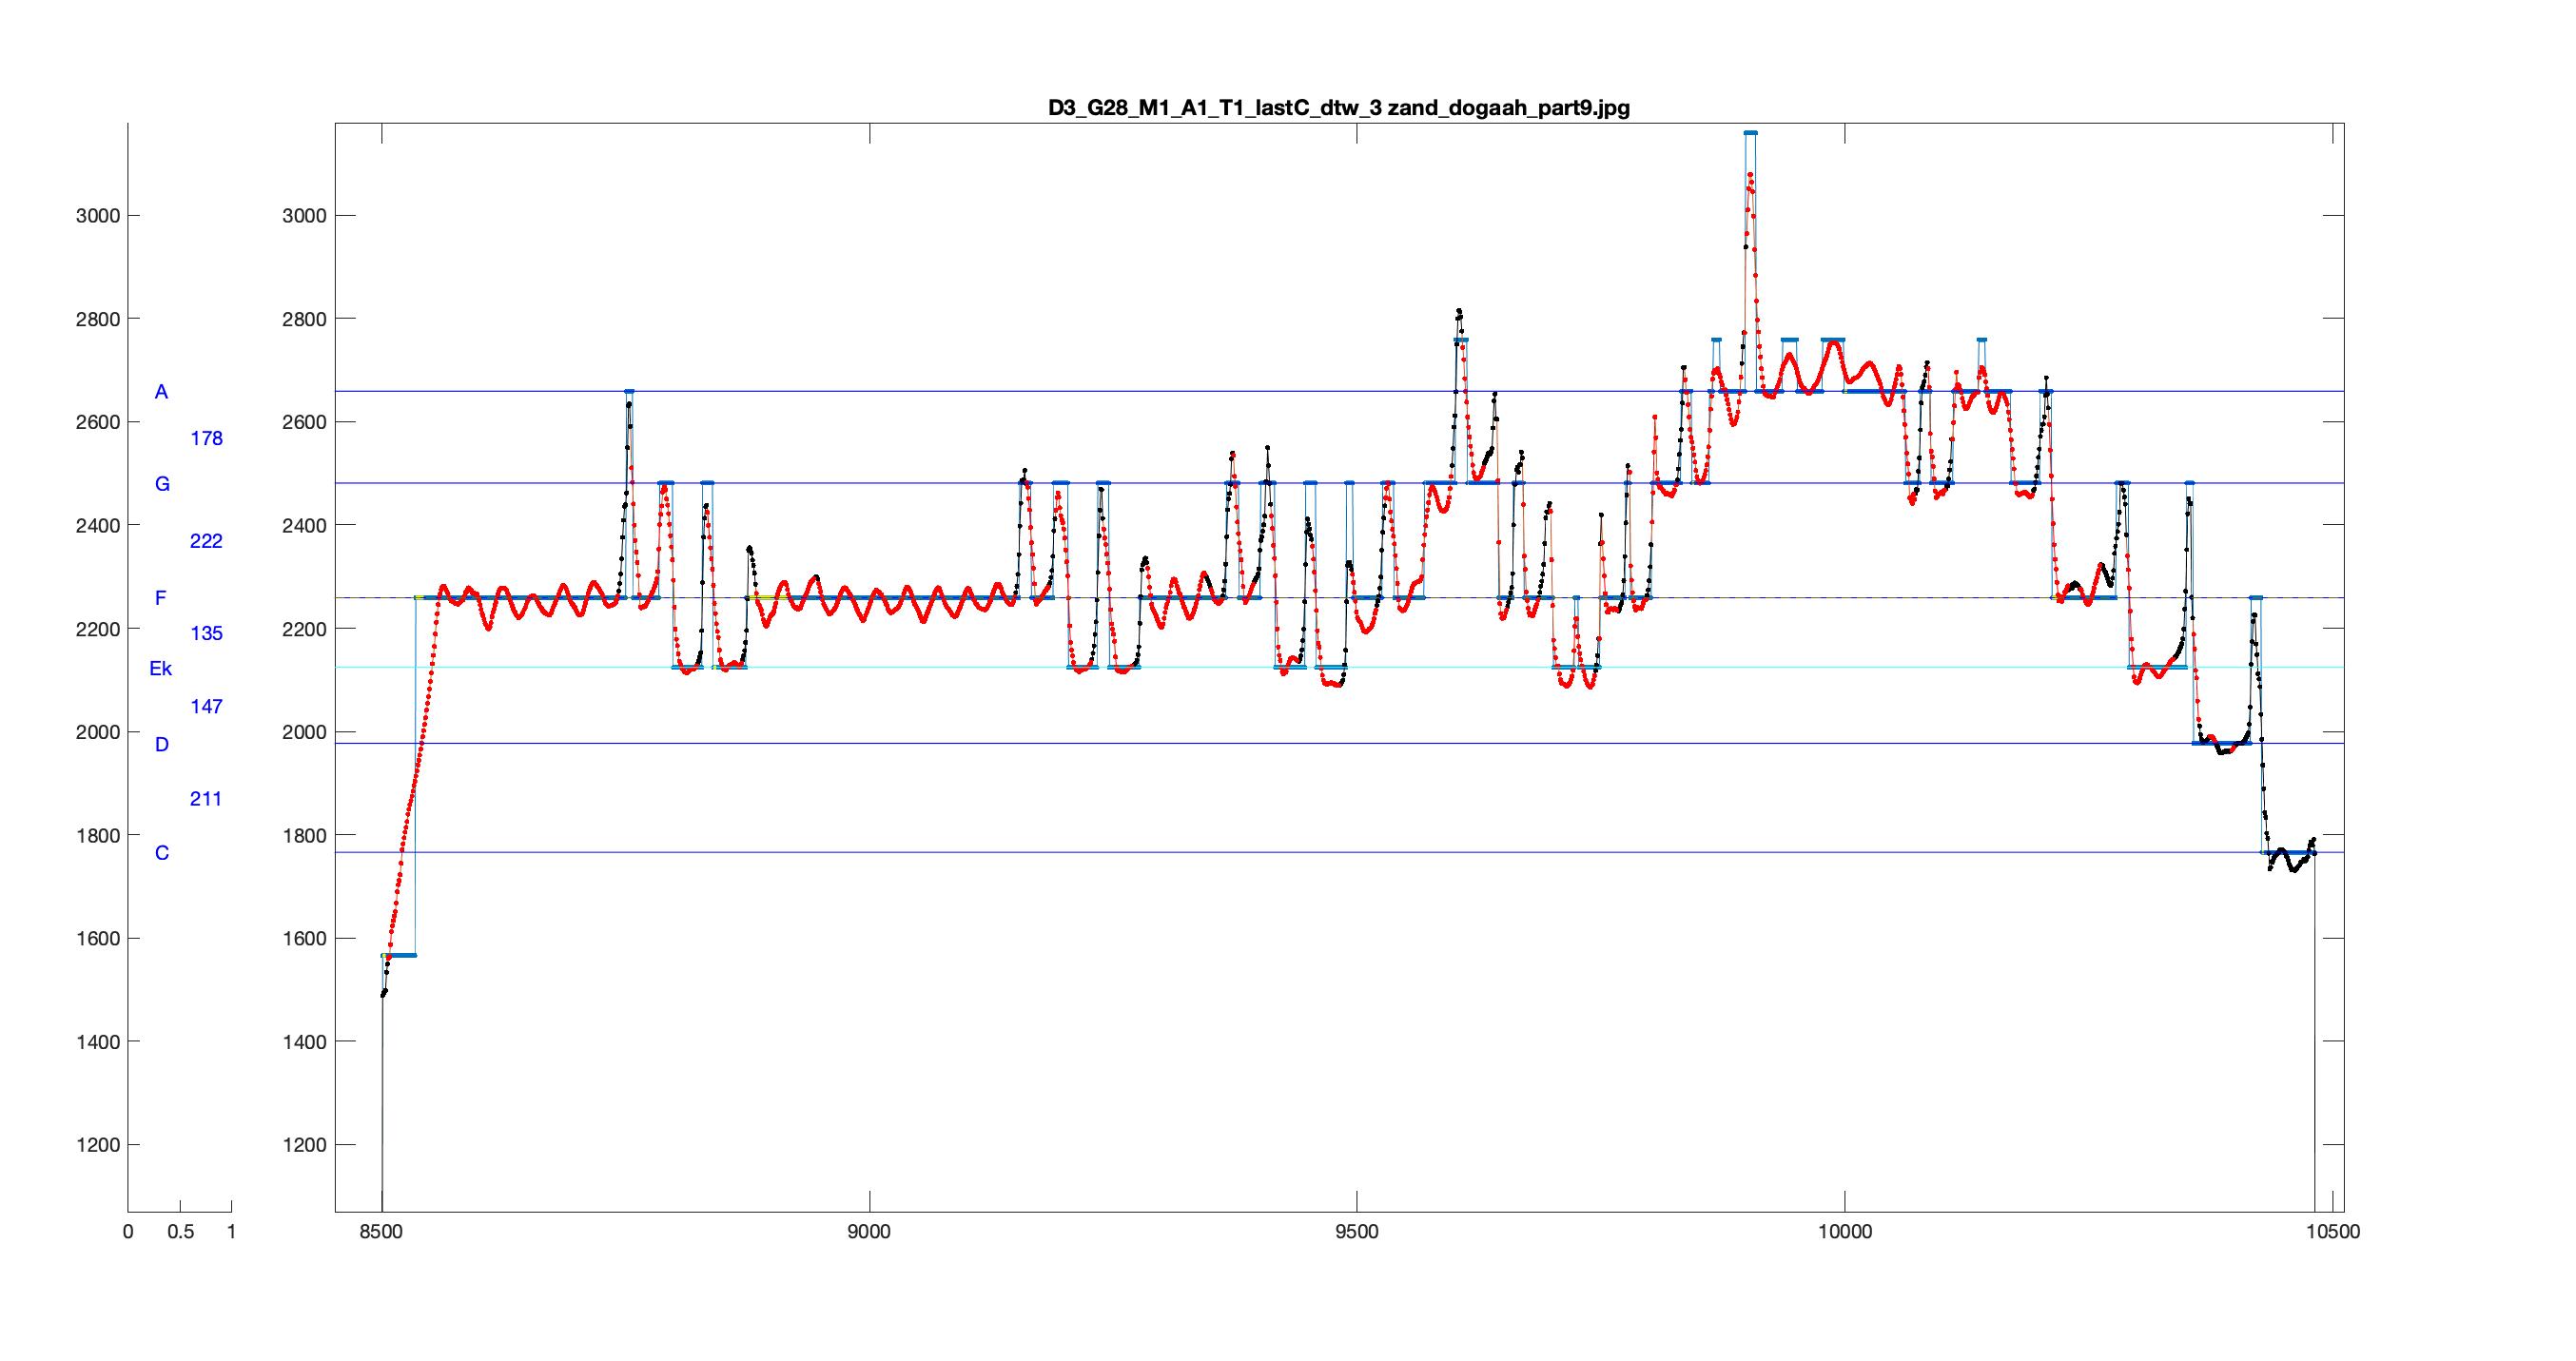 D3_G28_M1_A1_T1_lastC_dtw_3 zand_dogaah_part9.jpg
3000 3000
2800 2800
A
2600 2600
178
G
2400 2400
222
F
2200 2200
135
Ek
147
2000 2000
D
211
1800 1800
C
1600 1600
1400 1400
1200 1200
0 0.5 1 8500 9000 9500 10000 10500